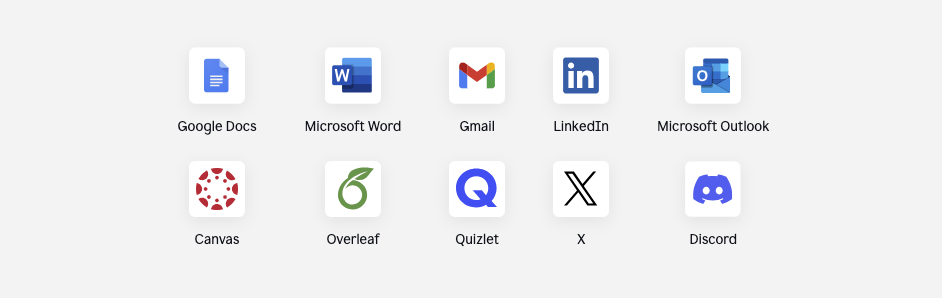 Google Docs
Microsoft Word
Gmail
LinkedIn
Microsoft Outlook
Canvas
Overleaf
Quizlet
X
Discord